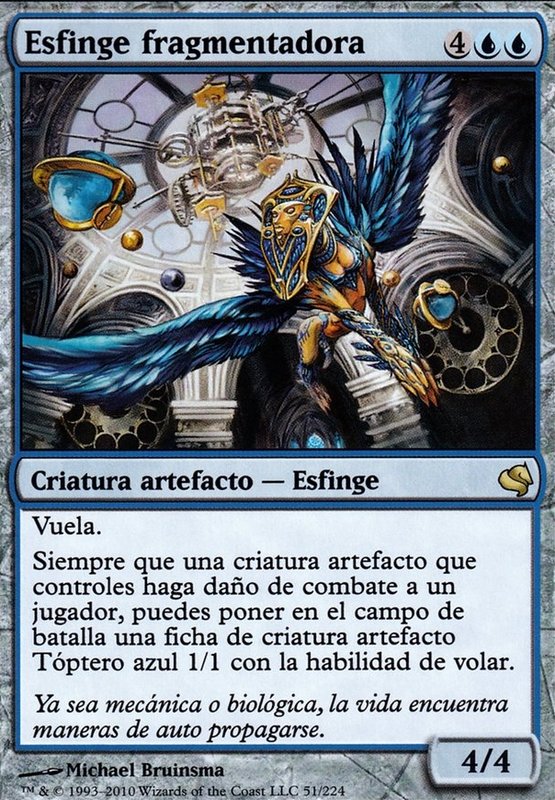 Esfinge fragmentadora 4
Criatura artefacto — Esfinge
Vuela.
Siempre que una criatura artefacto que
controles haga daño de combate a un
jugador, puedes poner en el campo de
batalla una ficha de criatura artefacto
Tóptero azul 1/1 con la habilidad de volar.
Ya sea mecánica o biológica, la vida encuentra
maneras de auto propagarse.
4/4
Michael Bruinsma
™ & © 1993–2010 Wizards of the Coast LLC 51/224